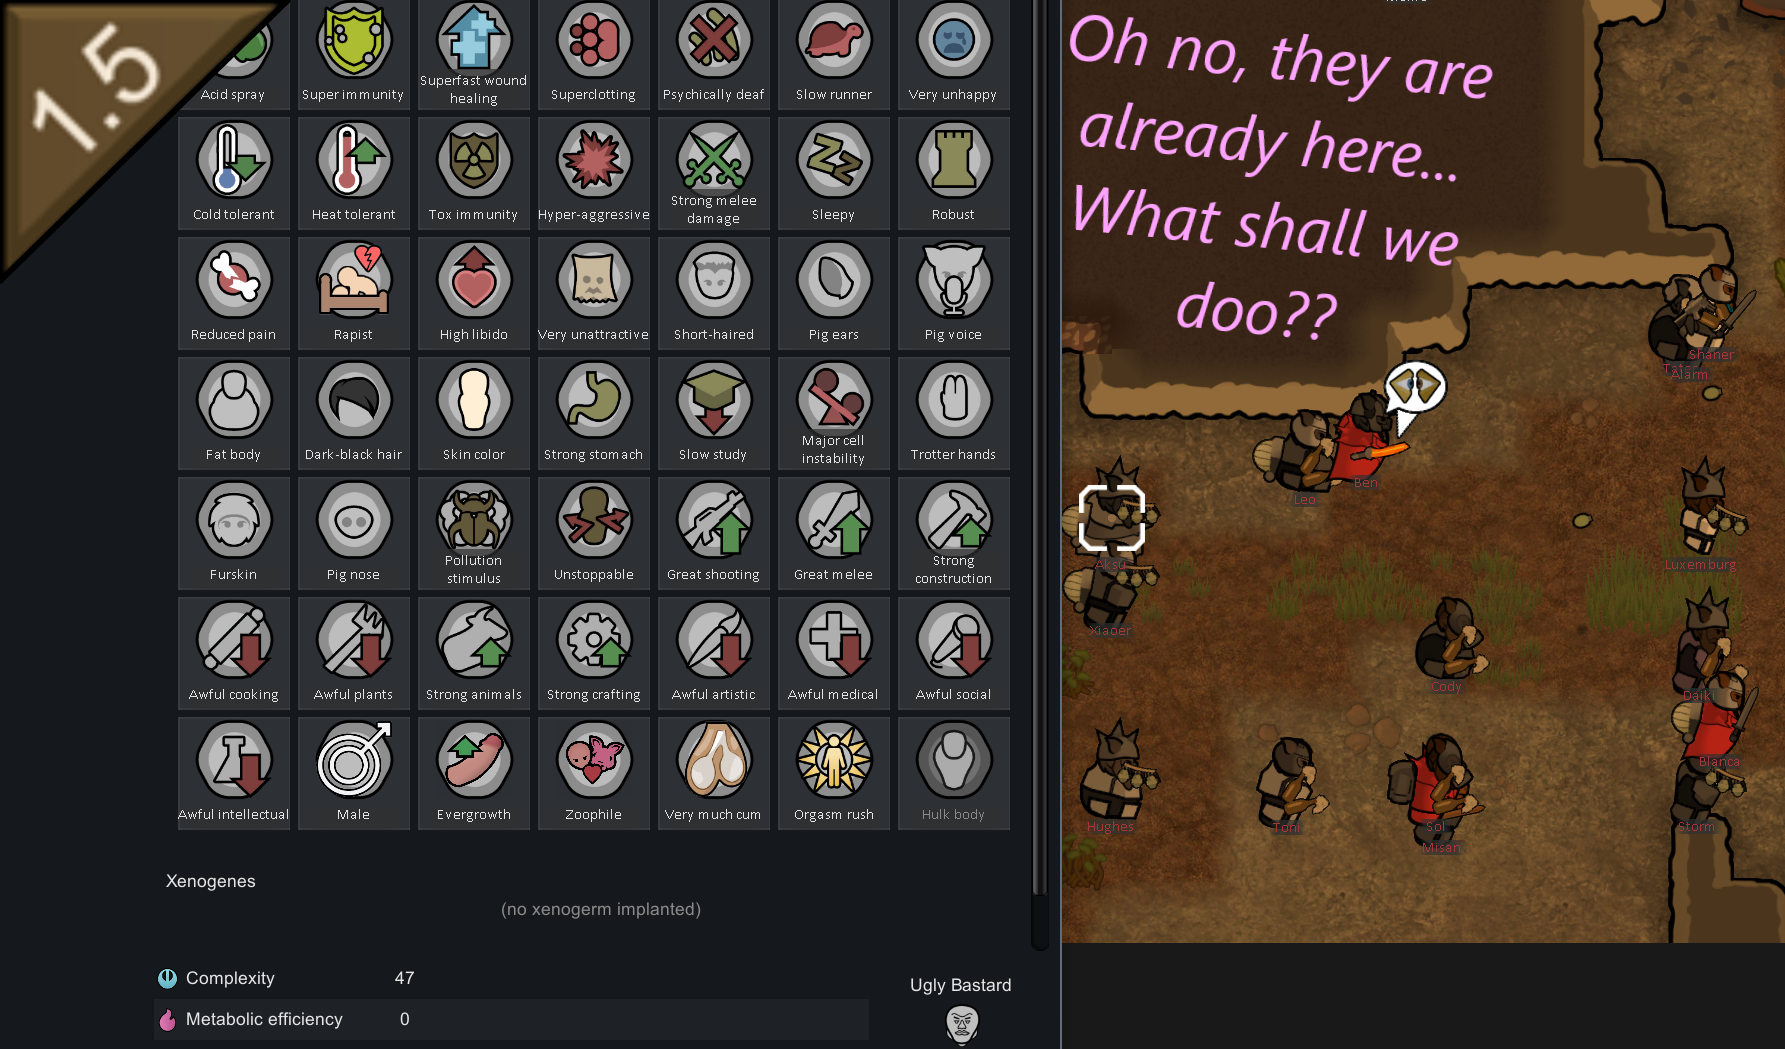 1.5
Acid spray
Super immunity
Superfast wound
healing
Superclotting
Psychically deaf
Slow runner
Very unhappy
Cold tolerant
Heat tolerant
Tox immunity
Hyper-aggressive
Strong melee
damage
Sleepy
Robust
Reduced pain
Rapist
High libido
Very unattractive
Short-haired
Pig ears
Pig voice
Fat body
Dark-black hair
Skin color
Strong stomach
Slow study
Major cell
instability
Trotter hands
Furskin
Pig nose
Pollution
stimulus
Unstoppable
Great shooting
Great melee
Strong
construction
Awful cooking
Awful plants
Strong animals
Strong crafting
Awful artistic
Awful medical
Awful social
Awful intellectual
Male
Evergrowth
Zoophile
Very much cum
Orgasm rush
Hulk body
Xenogenes
(no xenogerm implanted)
Complexity 47
Metabolic efficiency 0
Ugly Bastard
Oh no, they are
already here...
What shall we
doo??
Shaner
Alarm
Ben
Leo
Aksu
Luxemburg
Xiaoer
Cody
Daiki
Blanca
Hughes
Toni
Sol
Storm
Misan